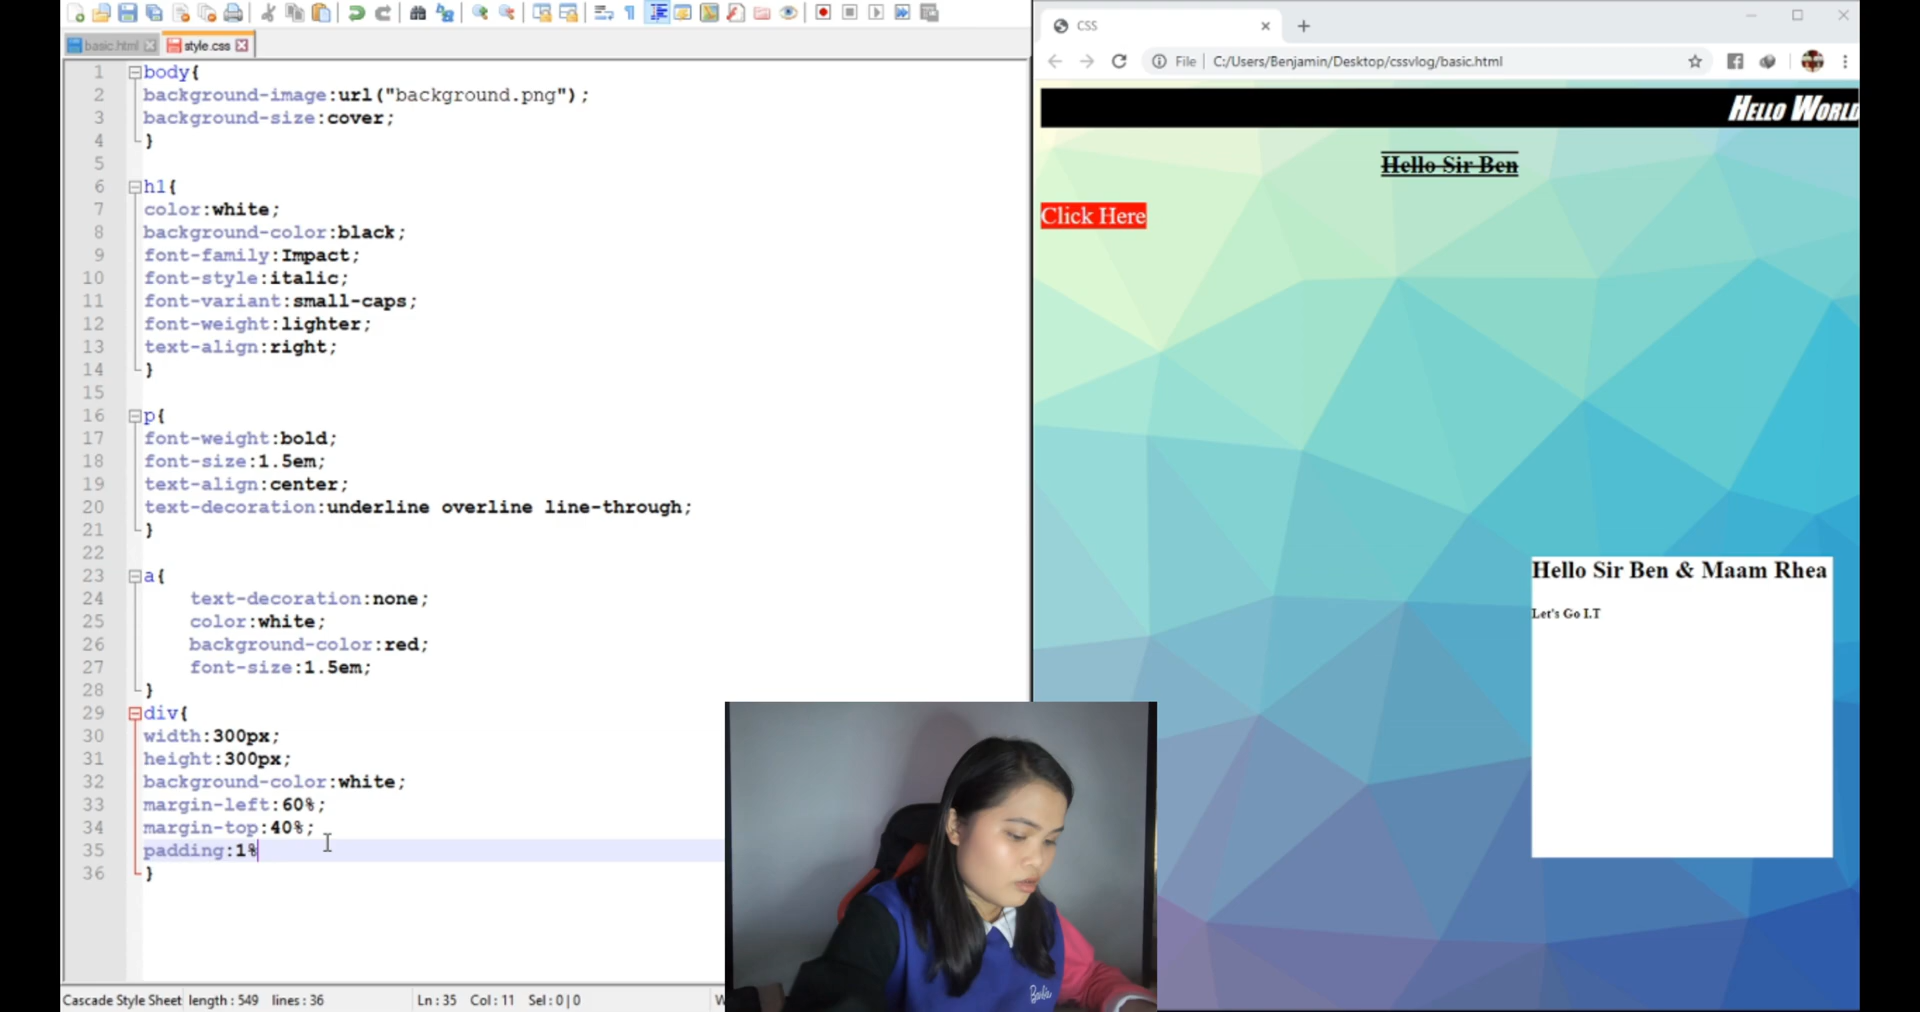 basic.html
style.css
1 body{
2 background-image:url("background.png");
3 background-size:cover;
4 }
5
6 h1{
7 color:white;
8 background-color:black;
9 font-family:Impact;
10 font-style:italic;
11 font-variant:small-caps;
12 font-weight:lighter;
13 text-align:right;
14 }
15
16 p{
17 font-weight:bold;
18 font-size:1.5em;
19 text-align:center;
20 text-decoration:underline overline line-through;
21 }
22
23 a{
24 text-decoration:none;
25 color:white;
26 background-color:red;
27 font-size:1.5em;
28 }
29 div{
30 width:300px;
31 height:300px;
32 background-color:white;
33 margin-left:60%;
34 margin-top:40%;
35 padding:1%
36 }
Cascade Style Sheet length : 549 lines : 36 Ln : 35 Col : 11 Sel : 0 | 0 W
CSS
File C:/Users/Benjamin/Desktop/cssvlog/basic.html
Hello World
Hello Sir Ben
Click Here
Hello Sir Ben & Maam Rhea
Let's Go I.T
Barbie